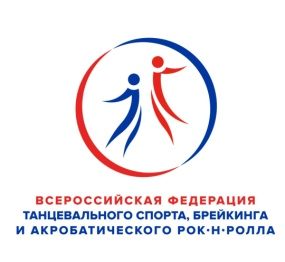 ВСЕРОССИЙСКАЯ ФЕДЕРАЦИЯ
ТАНЦЕВАЛЬНОГО СПОРТА, БРЕЙКИНГА
И АКРОБАТИЧЕСКОГО РОК·Н·РОЛЛА